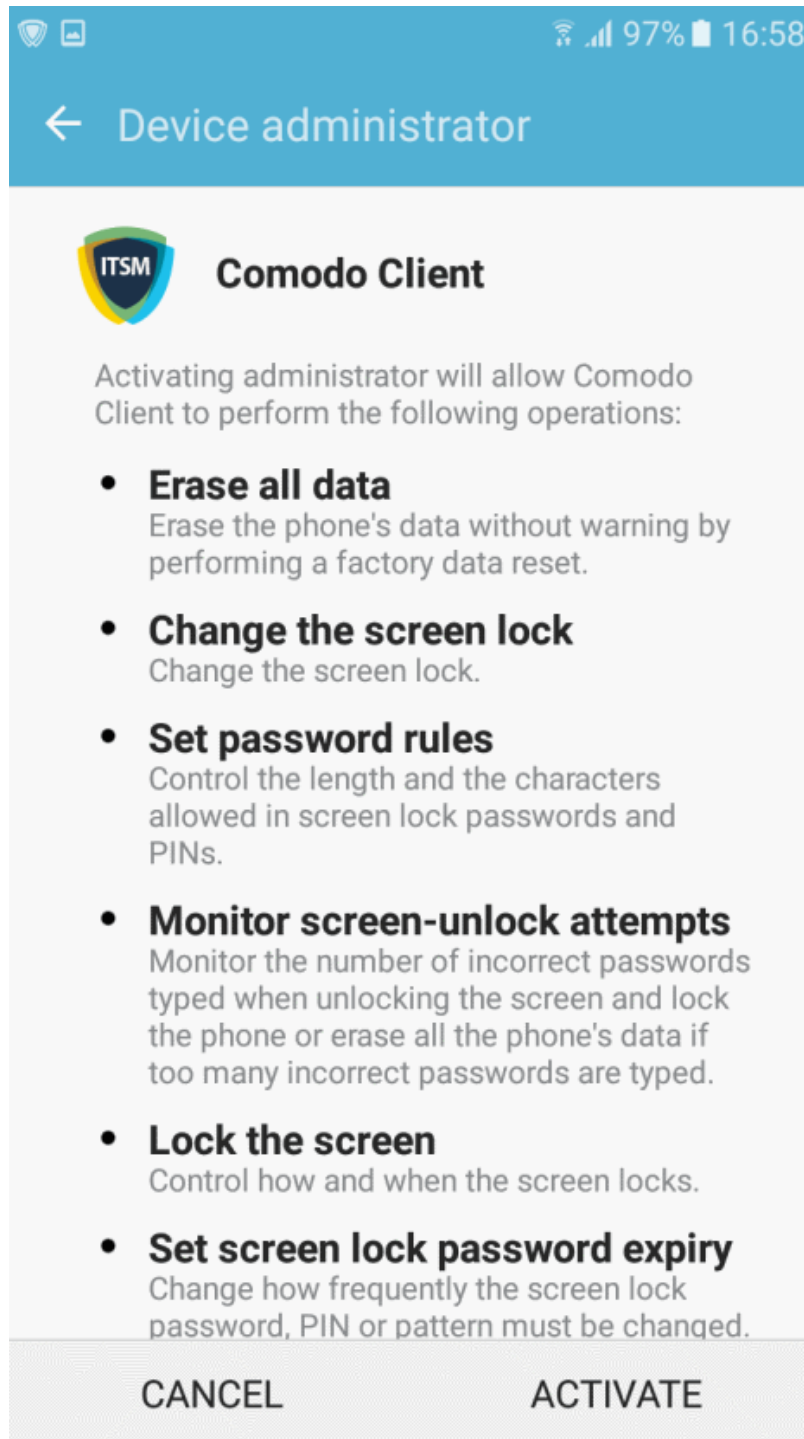 97% 16:58
Device administrator
ITSM
Comodo Client
Activating administrator will allow Comodo
Client to perform the following operations:
• Erase all data
Erase the phone's data without warning by
performing a factory data reset.
• Change the screen lock
Change the screen lock.
• Set password rules
Control the length and the characters
allowed in screen lock passwords and
PINs.
• Monitor screen-unlock attempts
Monitor the number of incorrect passwords
typed when unlocking the screen and lock
the phone or erase all the phone's data if
too many incorrect passwords are typed.
• Lock the screen
Control how and when the screen locks.
• Set screen lock password expiry
Change how frequently the screen lock
password, PIN or pattern must be changed.
CANCEL ACTIVATE